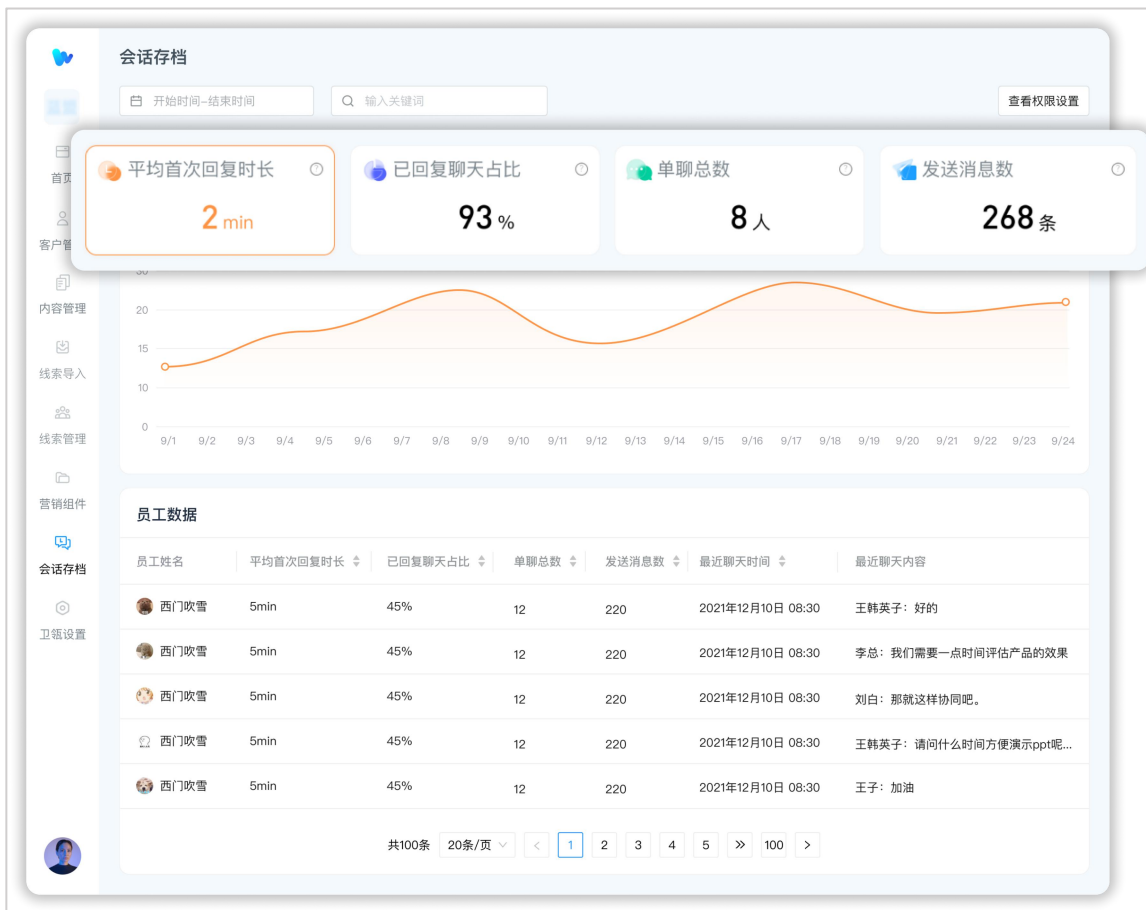 会话存档
开始时间-结束时间
输入关键词
查看权限设置
首页
客户管
内容管理
线索导入
线索管理
营销组件
会话存档
卫瓴设置
平均首次回复时长
2 min
已回复聊天占比
93 %
单聊总数
8 人
发送消息数
268 条
30
20
15
10
0
9/1 9/2 9/3 9/4 9/5 9/6 9/7 9/8 9/9 9/10 9/11 9/12 9/13 9/14 9/15 9/16 9/17 9/18 9/19 9/20 9/21 9/22 9/23 9/24
员工数据
员工姓名 平均首次回复时长 已回复聊天占比 单聊总数 发送消息数 最近聊天时间 最近聊天内容
西门吹雪 5min 45% 12 220 2021年12月10日 08:30 王韩英子：好的
西门吹雪 5min 45% 12 220 2021年12月10日 08:30 李总：我们需要一点时间评估产品的效果
西门吹雪 5min 45% 12 220 2021年12月10日 08:30 刘白：那就这样协同吧。
西门吹雪 5min 45% 12 220 2021年12月10日 08:30 王韩英子：请问什么时间方便演示ppt呢...
西门吹雪 5min 45% 12 220 2021年12月10日 08:30 王子：加油
共100条 20条/页 < 1 2 3 4 5 >> 100 >